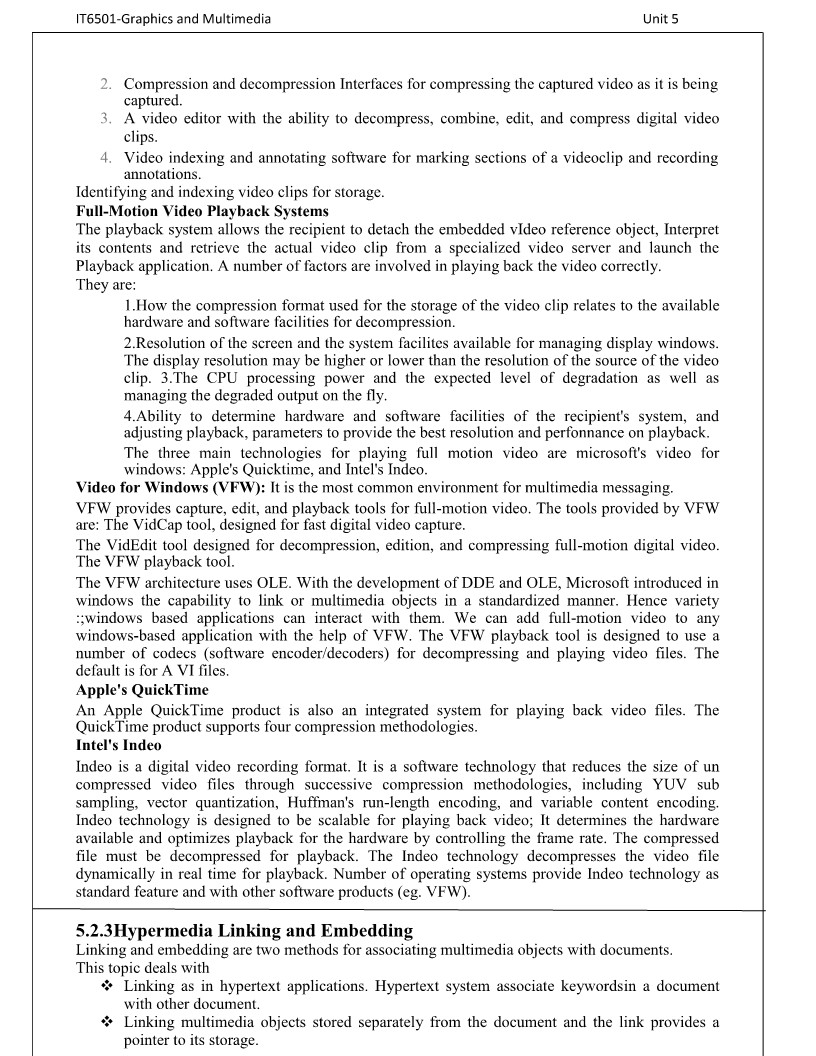 IT6501-Graphics and Multimedia Unit 5
2. Compression and decompression Interfaces for compressing the captured video as it is being
captured.
3. A video editor with the ability to decompress, combine, edit, and compress digital video
clips.
4. Video indexing and annotating software for marking sections of a videoclip and recording
annotations.
Identifying and indexing video clips for storage.
Full-Motion Video Playback Systems
The playback system allows the recipient to detach the embedded vIdeo reference object, Interpret
its contents and retrieve the actual video clip from a specialized video server and launch the
Playback application. A number of factors are involved in playing back the video correctly.
They are:
1.How the compression format used for the storage of the video clip relates to the available
hardware and software facilities for decompression.
2.Resolution of the screen and the system facilites available for managing display windows.
The display resolution may be higher or lower than the resolution of the source of the video
clip. 3.The CPU processing power and the expected level of degradation as well as
managing the degraded output on the fly.
4.Ability to determine hardware and software facilities of the recipient's system, and
adjusting playback, parameters to provide the best resolution and perfonnance on playback.
The three main technologies for playing full motion video are microsoft's video for
windows: Apple's Quicktime, and Intel's Indeo.
Video for Windows (VFW): It is the most common environment for multimedia messaging.
VFW provides capture, edit, and playback tools for full-motion video. The tools provided by VFW
are: The VidCap tool, designed for fast digital video capture.
The VidEdit tool designed for decompression, edition, and compressing full-motion digital video.
The VFW playback tool.
The VFW architecture uses OLE. With the development of DDE and OLE, Microsoft introduced in
windows the capability to link or multimedia objects in a standardized manner. Hence variety
:;windows based applications can interact with them. We can add full-motion video to any
windows-based application with the help of VFW. The VFW playback tool is designed to use a
number of codecs (software encoder/decoders) for decompressing and playing video files. The
default is for A VI files.
Apple's QuickTime
An Apple QuickTime product is also an integrated system for playing back video files. The
QuickTime product supports four compression methodologies.
Intel's Indeo
Indeo is a digital video recording format. It is a software technology that reduces the size of un
compressed video files through successive compression methodologies, including YUV sub
sampling, vector quantization, Huffman's run-length encoding, and variable content encoding.
Indeo technology is designed to be scalable for playing back video; It determines the hardware
available and optimizes playback for the hardware by controlling the frame rate. The compressed
file must be decompressed for playback. The Indeo technology decompresses the video file
dynamically in real time for playback. Number of operating systems provide Indeo technology as
standard feature and with other software products (eg. VFW).
5.2.3Hypermedia Linking and Embedding
Linking and embedding are two methods for associating multimedia objects with documents.
This topic deals with
❖ Linking as in hypertext applications. Hypertext system associate keywordsin a document
with other document.
❖ Linking multimedia objects stored separately from the document and the link provides a
pointer to its storage.